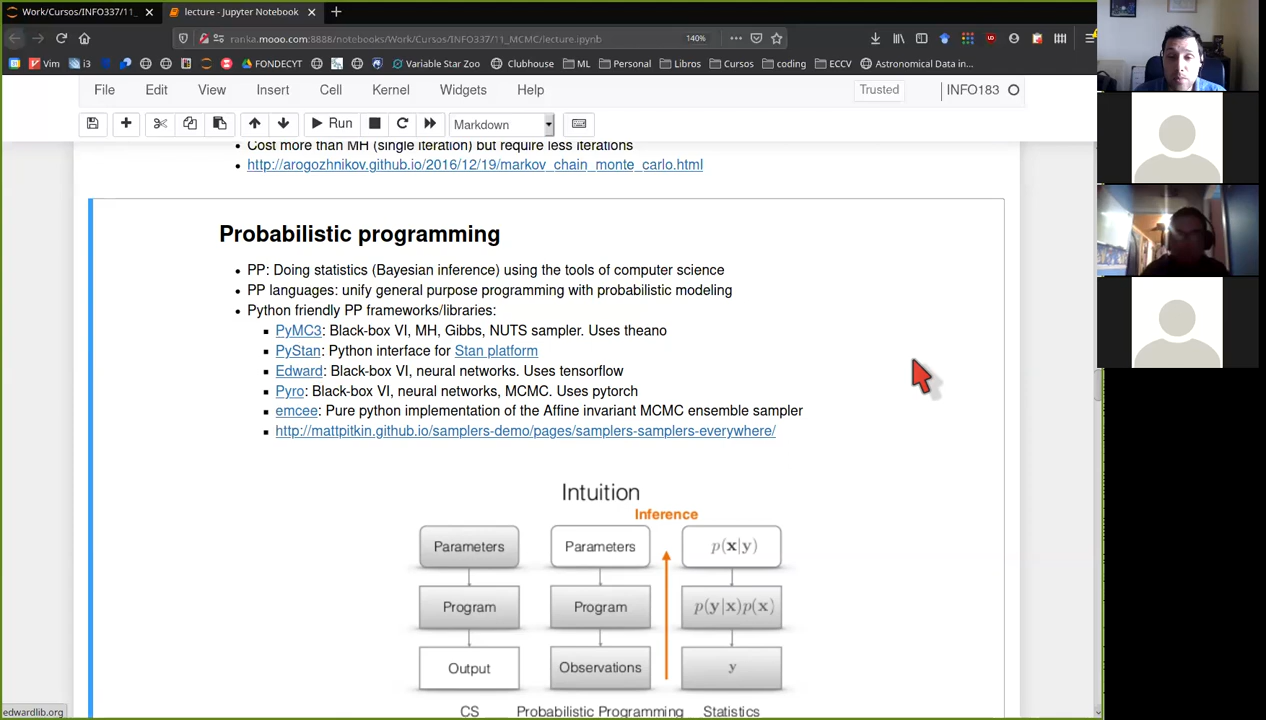 Work/Cursos/INFO337/11_
lecture - Jupyter Notebook
ranka.mooo.com:8888/notebooks/Work/Cursos/INFO337/11_MCMC/lecture.ipynb
140%
Vim
i3
FONDECYT
Variable Star Zoo
Clubhouse
ML
Personal
Libros
Cursos
coding
ECCV
Astronomical Data in...
File Edit View Insert Cell Kernel Widgets Help
Trusted
INFO183
Run
Markdown
Cost more than MH (single iteration) but require less iterations
http://arogozhnikov.github.io/2016/12/19/markov_chain_monte_carlo.html
Probabilistic programming
PP: Doing statistics (Bayesian inference) using the tools of computer science
PP languages: unify general purpose programming with probabilistic modeling
Python friendly PP frameworks/libraries:
PyMC3: Black-box VI, MH, Gibbs, NUTS sampler. Uses theano
PyStan: Python interface for Stan platform
Edward: Black-box VI, neural networks. Uses tensorflow
Pyro: Black-box VI, neural networks, MCMC. Uses pytorch
emcee: Pure python implementation of the Affine invariant MCMC ensemble sampler
http://mattpitkin.github.io/samplers-demo/pages/samplers-samplers-everywhere/
Intuition
Inference
Parameters Parameters p(x|y)
Program Program p(y|x)p(x)
Output Observations y
CS Probabilistic Programming Statistics
edwardlib.org